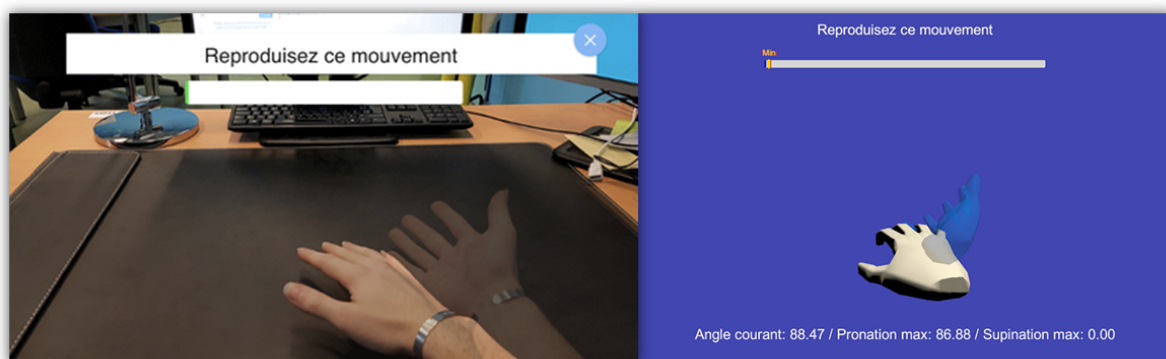 Reproduisez ce mouvement
Reproduisez ce mouvement
Min
Angle courant: 88.47 / Pronation max: 86.88 / Supination max: 0.00